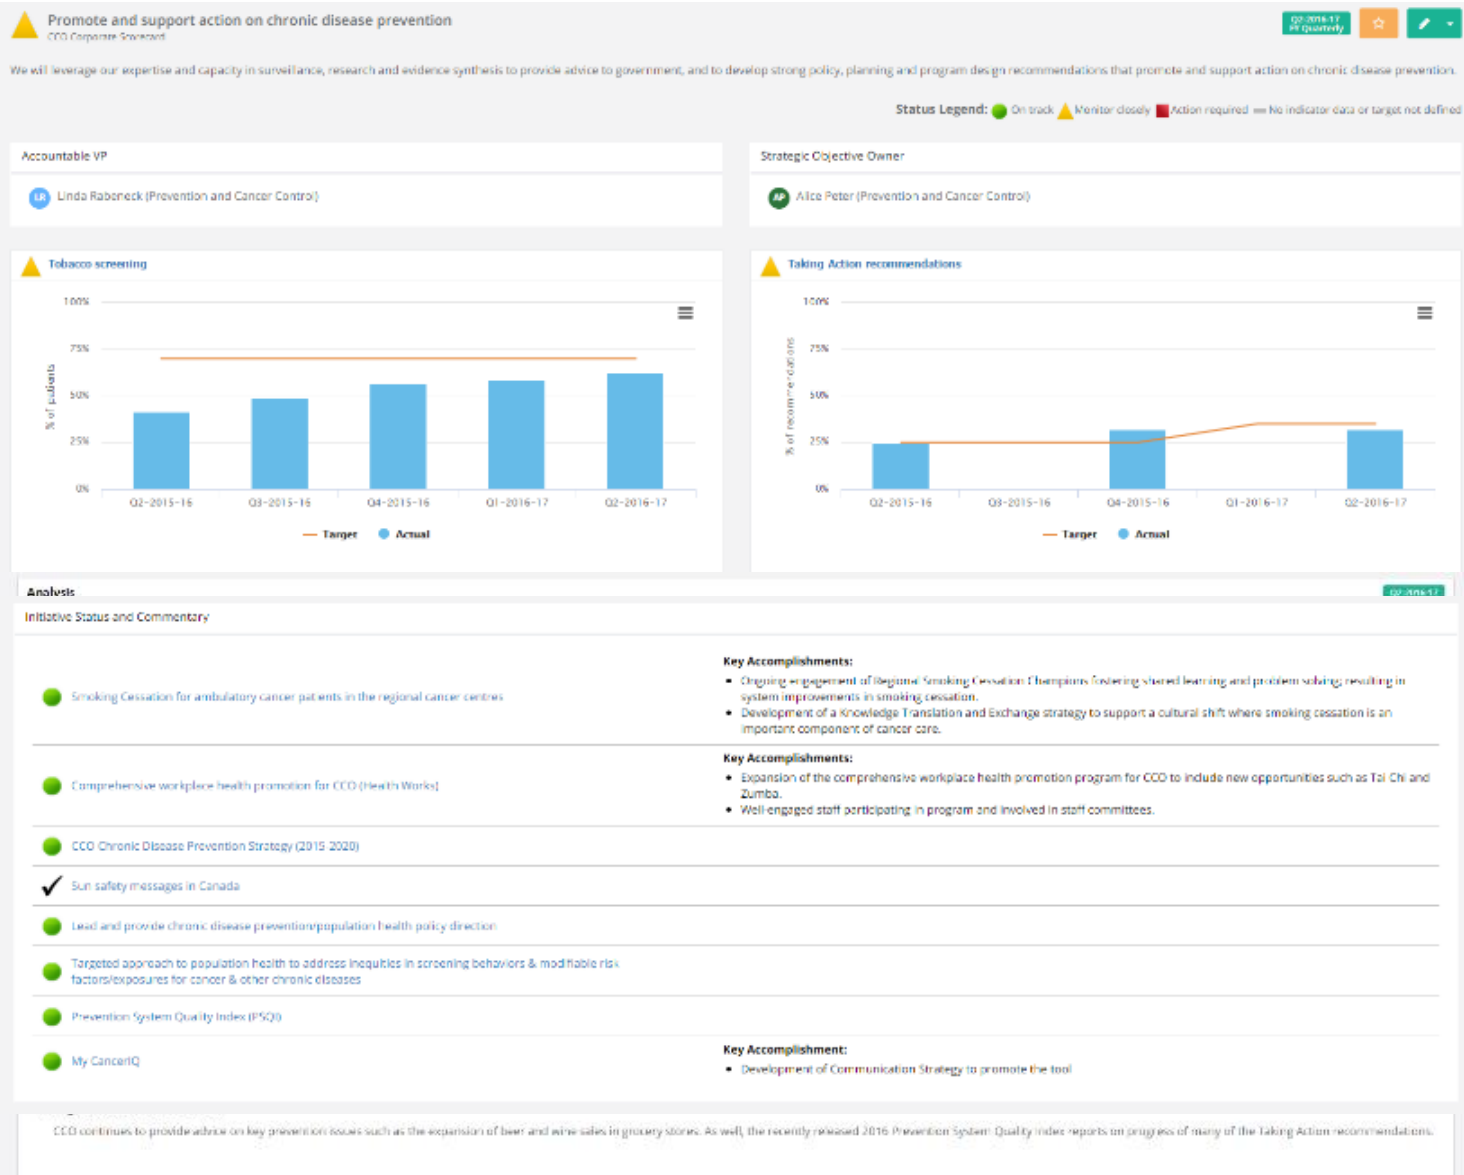 Promote and support action on chronic disease prevention
CCO Corporate Scorecard
Q2-2016-17
FY Quarterly
We will leverage our expertise and capacity in surveillance, research and evidence synthesis to provide advice to government, and to develop strong policy, planning and program design recommendations that promote and support action on chronic disease prevention.
Status Legend: On track Monitor closely Action required No indicator data or target not defined
Accountable VP
LR Linda Rabeneck (Prevention and Cancer Control)
Strategic Objective Owner
AP Alice Peter (Prevention and Cancer Control)
Tobacco screening
100%
75%
50%
25%
0%
% of patients
Q2-2015-16 Q3-2015-16 Q4-2015-16 Q1-2016-17 Q2-2016-17
Target Actual
Taking Action recommendations
100%
75%
50%
25%
0%
% of recommendations
Q2-2015-16 Q3-2015-16 Q4-2015-16 Q1-2016-17 Q2-2016-17
Target Actual
Analysis
Q2-2016-17
Initiative Status and Commentary
Smoking Cessation for ambulatory cancer patients in the regional cancer centres
Key Accomplishments:
Ongoing engagement of Regional Smoking Cessation Champions fostering shared learning and problem solving; resulting in
system improvements in smoking cessation.
Development of a Knowledge Translation and Exchange strategy to support a cultural shift where smoking cessation is an
important component of cancer care.
Comprehensive workplace health promotion for CCO (Health Works)
Key Accomplishments:
Expansion of the comprehensive workplace health promotion program for CCO to include new opportunities such as Tai Chi and
Zumba.
Well-engaged staff participating in program and involved in staff committees.
CCO Chronic Disease Prevention Strategy (2015-2020)
Sun safety messages in Canada
Lead and provide chronic disease prevention/population health policy direction
Targeted approach to population health to address inequities in screening behaviors & modifiable risk
factors/exposures for cancer & other chronic diseases
Prevention System Quality Index (PSQI)
My CancerIQ
Key Accomplishment:
Development of Communication Strategy to promote the tool
CCO continues to provide advice on key prevention issues such as the expansion of beer and wine sales in grocery stores. As well, the recently released 2016 Prevention System Quality Index reports on progress of many of the Taking Action recommendations.